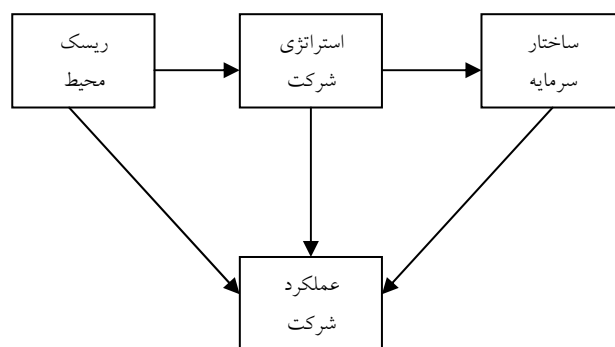 ریسک
محیط
استراتژی
شرکت
ساختار
سرمایه
عملکرد
شرکت